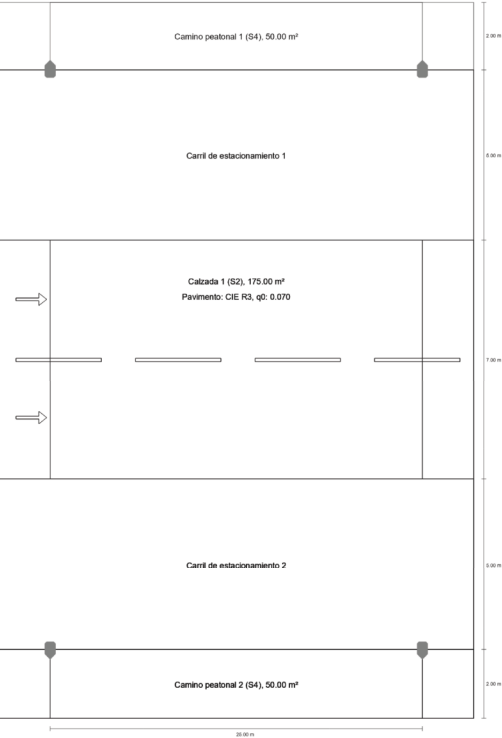 Camino peatonal 1 (S4), 50.00 m²
2.00 m
Carril de estacionamiento 1
5.00 m
Calzada 1 (S2), 175.00 m²
Pavimento: CIE R3, q0: 0.070
7.00 m
Carril de estacionamiento 2
5.00 m
Camino peatonal 2 (S4), 50.00 m²
2.00 m
25.00 m